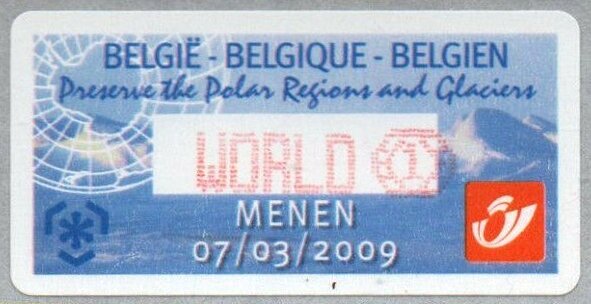 BELGIË - BELGIQUE - BELGIEN
Preserve the Polar Regions and Glaciers
WORLD 1
MENEN
07/03/2009